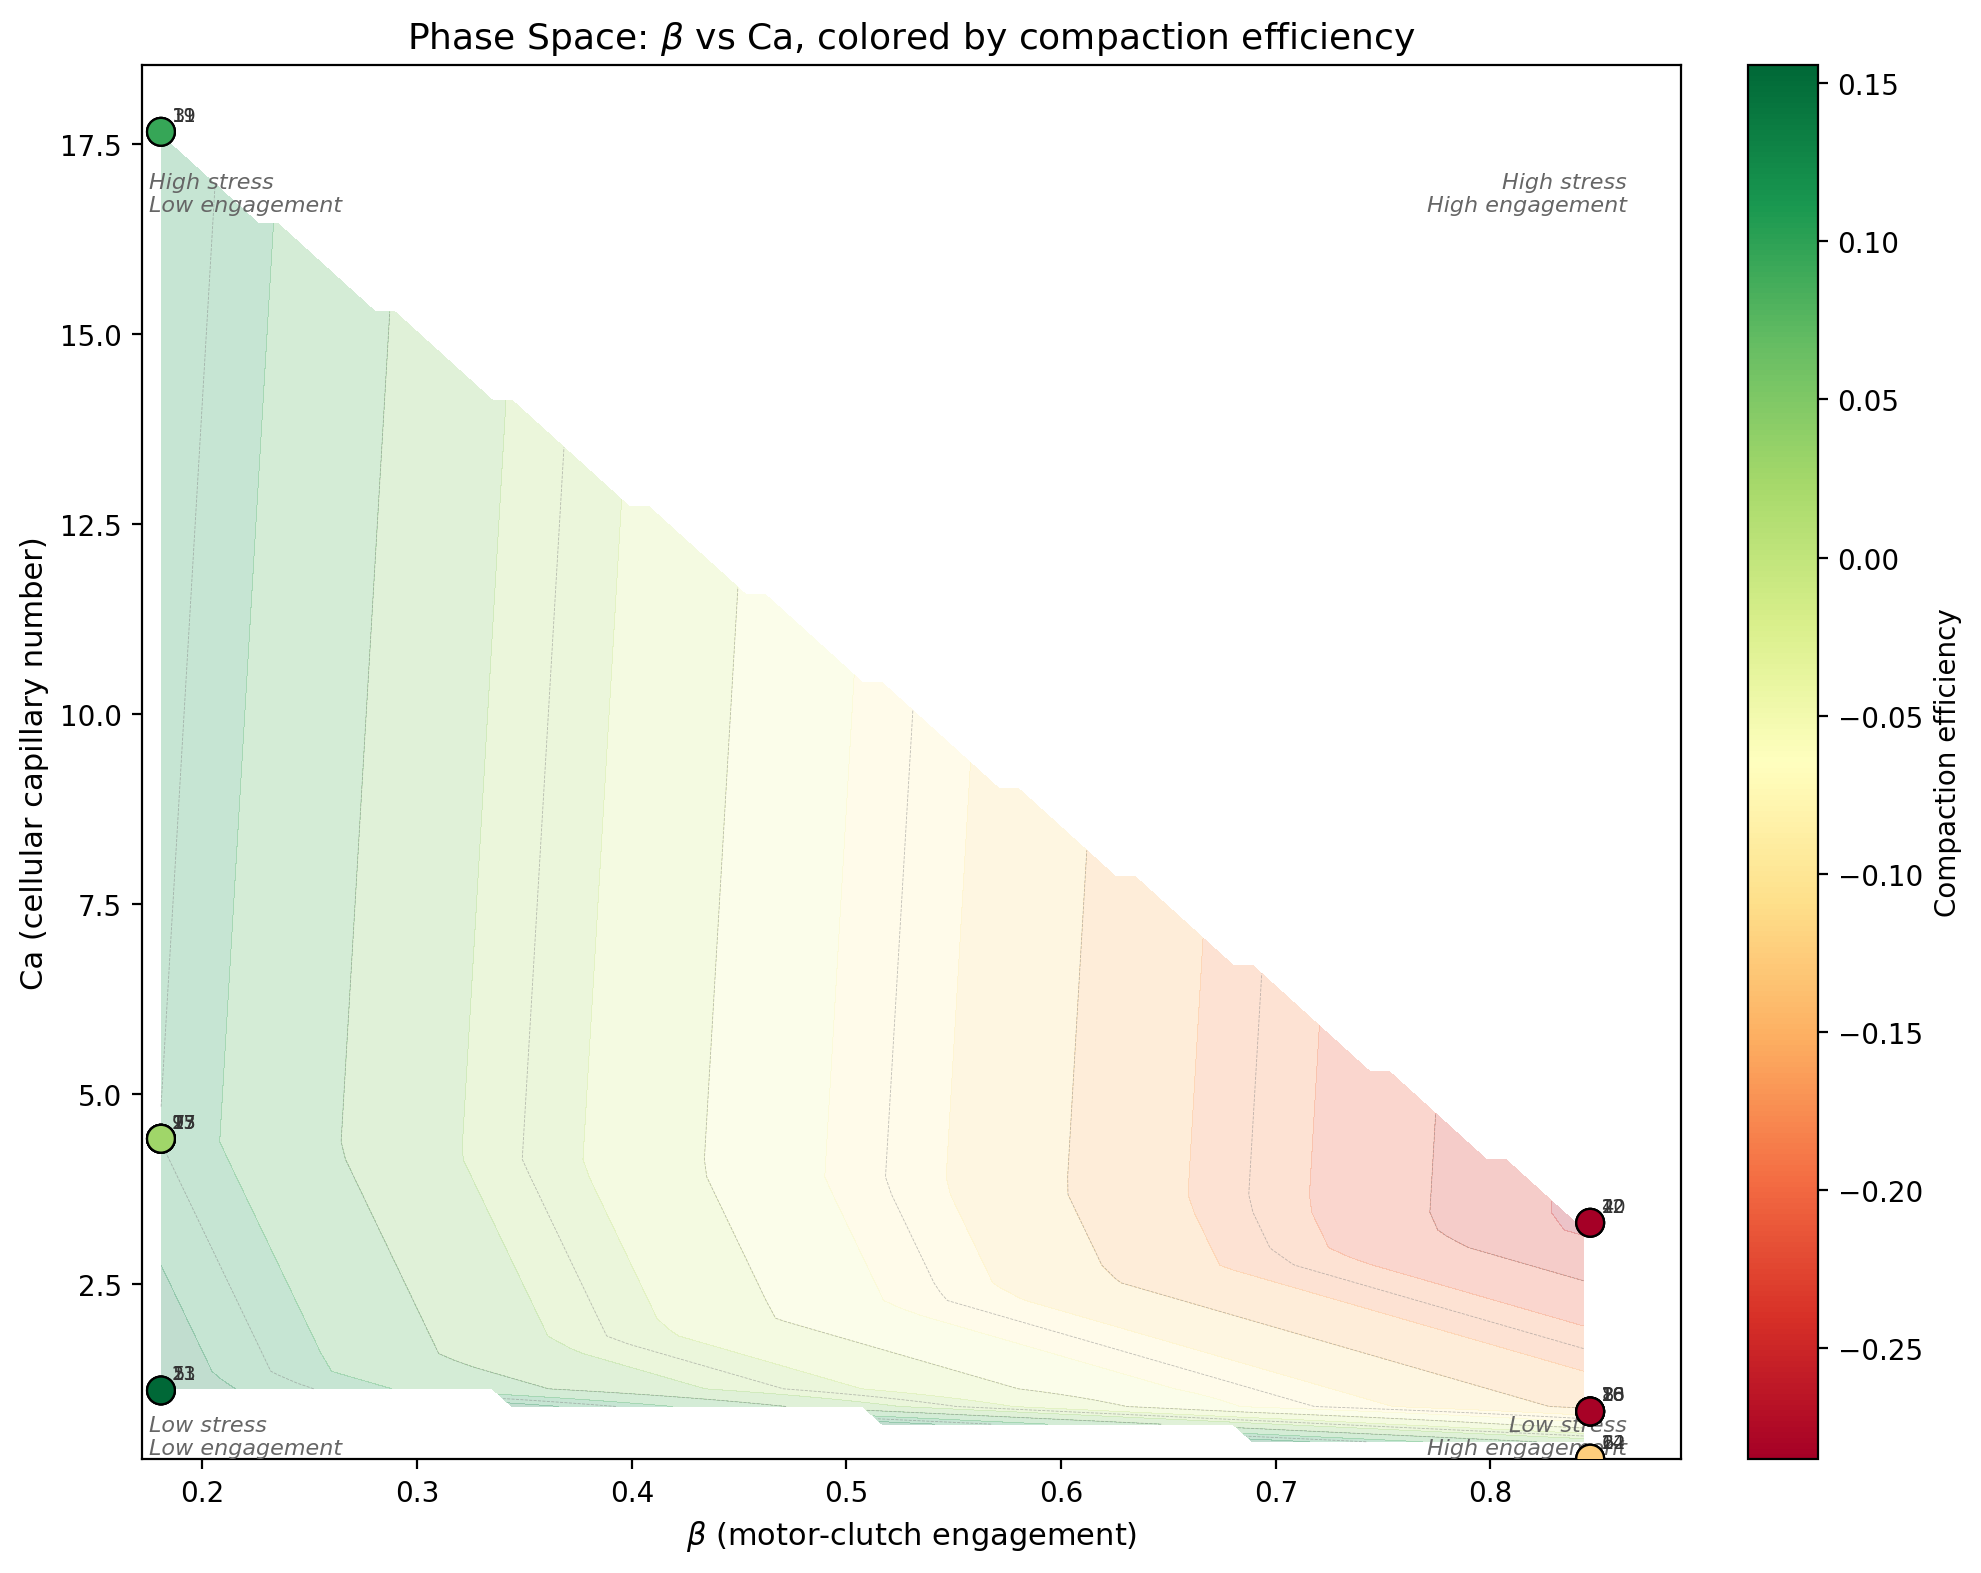 Phase Space: β vs Ca, colored by compaction efficiency
Ca (cellular capillary number)
17.5
15.0
12.5
10.0
7.5
5.0
2.5
High stress
Low engagement
High stress
High engagement
Low stress
Low engagement
Low stress
High engagement
0.2
0.3
0.4
0.5
0.6
0.7
0.8
β (motor-clutch engagement)
0.15
0.10
0.05
0.00
−0.05
−0.10
−0.15
−0.20
−0.25
Compaction efficiency